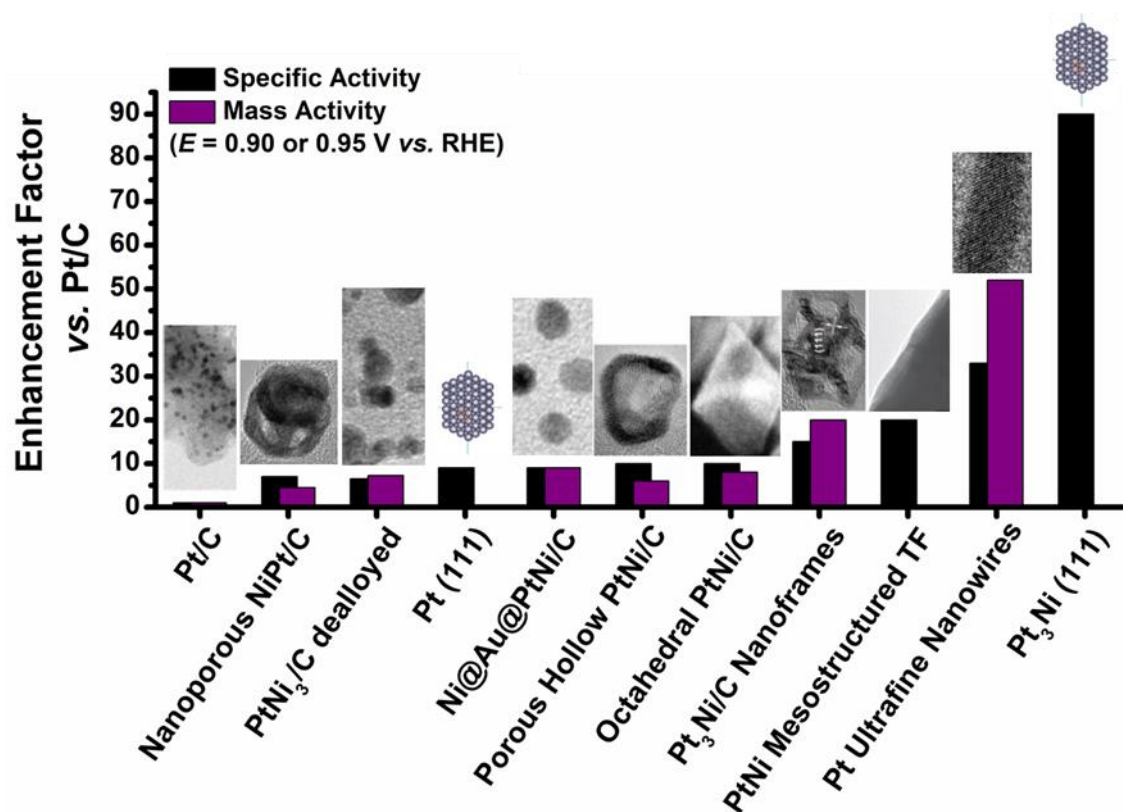 Specific Activity
Mass Activity
(E = 0.90 or 0.95 V vs. RHE)
Enhancement Factor
vs. Pt/C
90
80
70
60
50
40
30
20
10
0
Pt/C
Nanoporous NiPt/C
PtNi₃/C dealloyed
Pt (111)
Ni@Au@PtNi/C
Porous Hollow PtNi/C
Octahedral PtNi/C
Pt₃Ni/C Nanoframes
PtNi Mesostructured TF
Pt Ultrafine Nanowires
Pt₃Ni (111)